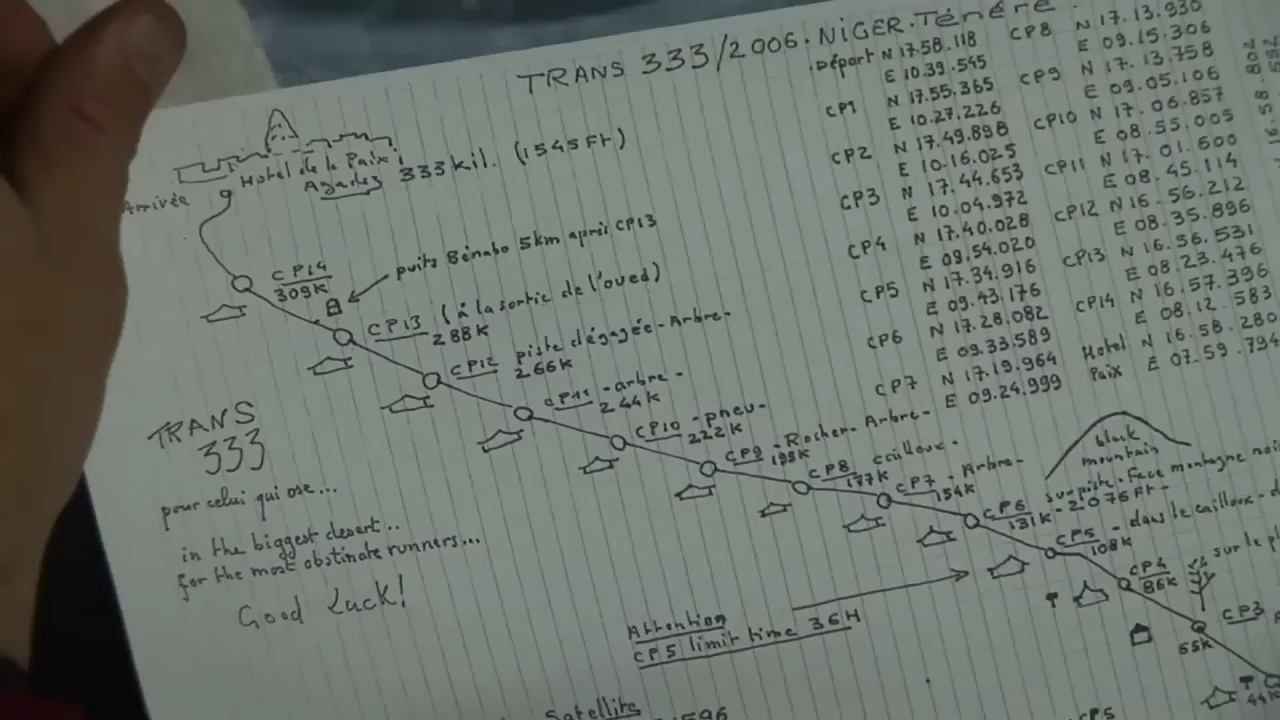 TRANS 333/2006. NIGER. Ténéré.
Hotel de la Paix
Agadez 333 kil. (1545 Ft)
Arrivée
CP14
309K
puits Bénabo 5km après CP13
CP13 (à la sortie de l'oued)
288K
CP12 piste dégagée-Arbre-
266K
CP11 -arbre-
244K
CP10 -pneu-
222K
CP9 -Rocher-Arbre-
199K
CP8 cailloux-
177K
CP7 -Arbre-
154K
black
mountain
CP6 sur piste. Face montagne
131K-2076Ft-
CP5 -dans le cailloux-
108K
CP4
86K
sur le
CP3
65K
Départ N 17.58.118
E 10.39.545
CP1 N 17.55.365
E 10.27.226
CP2 N 17.49.898
E 10.16.025
CP3 N 17.44.653
E 10.04.972
CP4 N 17.40.028
E 09.54.020
CP5 N 17.34.916
E 09.43.176
CP6 N 17.28.082
E 09.33.589
CP7 N 17.19.964
E 09.24.999
CP8 N 17.13.930
E 09.15.306
CP9 N 17.13.758
E 09.05.106
CP10 N 17.06.857
E 08.55.005
CP11 N 17.01.600
E 08.45.114
CP12 N 16.56.212
E 08.35.896
CP13 N 16.56.531
E 08.23.476
CP14 N 16.57.396
E 08.12.583
Hotel N 16.58.280
Paix E 07.59.794
TRANS
333
pour celui qui ose...
in the biggest desert..
for the most obstinate runners...
Good Luck!
Attention
CP5 limit time 36H
Satellite
CP5